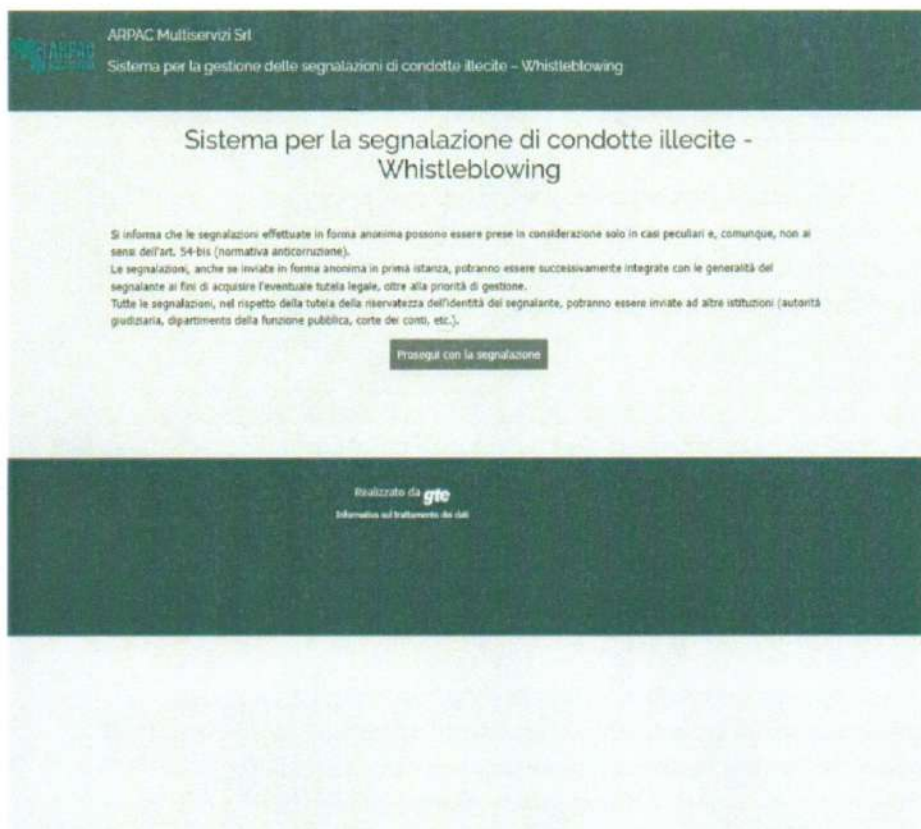 ARPAC Multiservizi Srl
ARPAC
Sistema per la gestione delle segnalazioni di condotte illecite – Whistleblowing
Sistema per la segnalazione di condotte illecite -
Whistleblowing
Si informa che le segnalazioni effettuate in forma anonima possono essere prese in considerazione solo in casi peculiari e, comunque, non ai
sensi dell'art. 54-bis (normativa anticorruzione).
Le segnalazioni, anche se inviate in forma anonima in prima istanza, potranno essere successivamente integrate con le generalità del
segnalante ai fini di acquisire l'eventuale tutela legale, oltre alla priorità di gestione.
Tutte le segnalazioni, nel rispetto della tutela della riservatezza dell'identità del segnalante, potranno essere inviate ad altre istituzioni (autorità
giudiziaria, dipartimento della funzione pubblica, corte dei conti, etc.).
Prosegui con la segnalazione
Realizzato da gte
Informativa sul trattamento dei dati